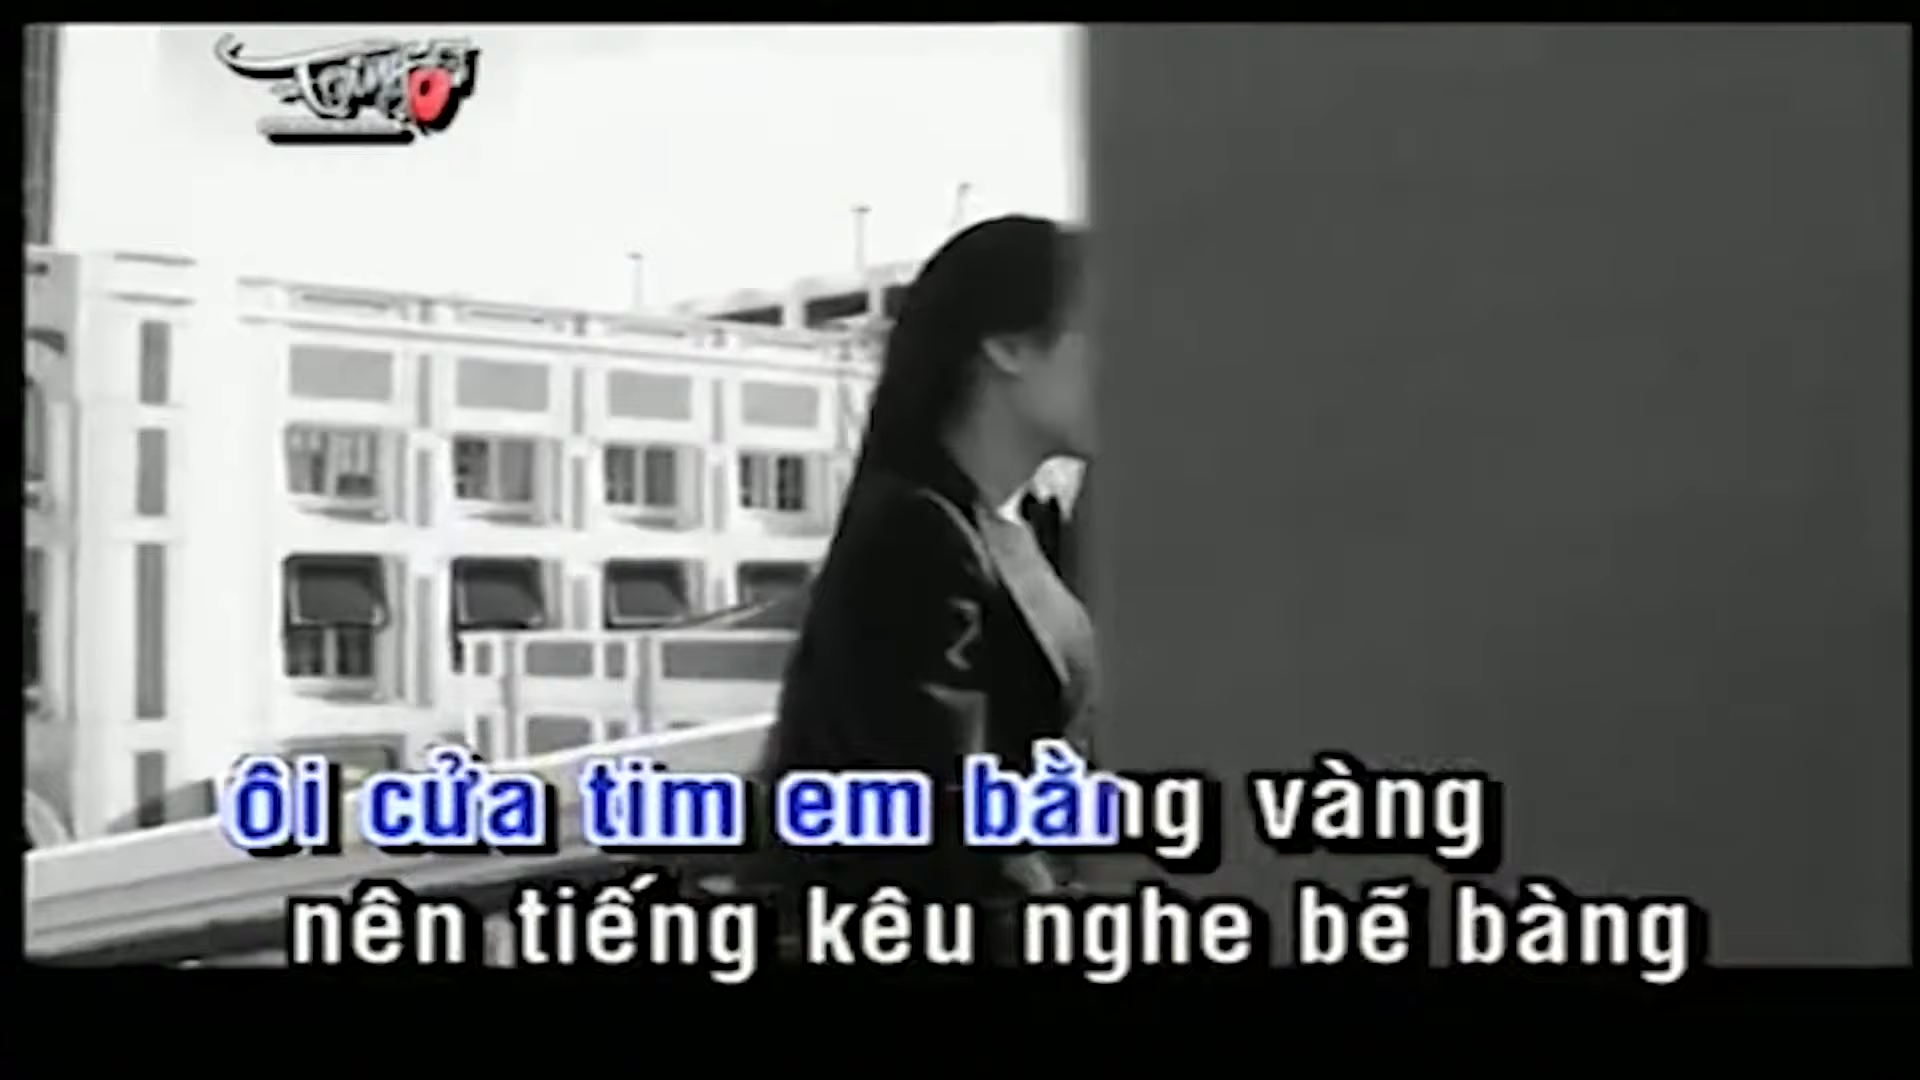 ôi cửa tim em bằng vàng
nên tiếng kêu nghe bẽ bàng